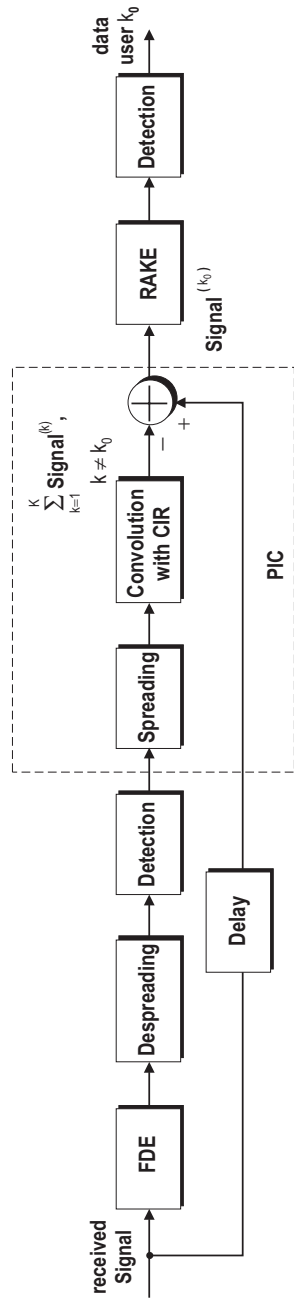 received
Signal
FDE
Despreading
Detection
Spreading
Convolution
with CIR
K
∑ Signal(k) ,
k=1
k ≠ k0
−
+
PIC
Delay
RAKE
Signal (k0)
Detection
data
user k0